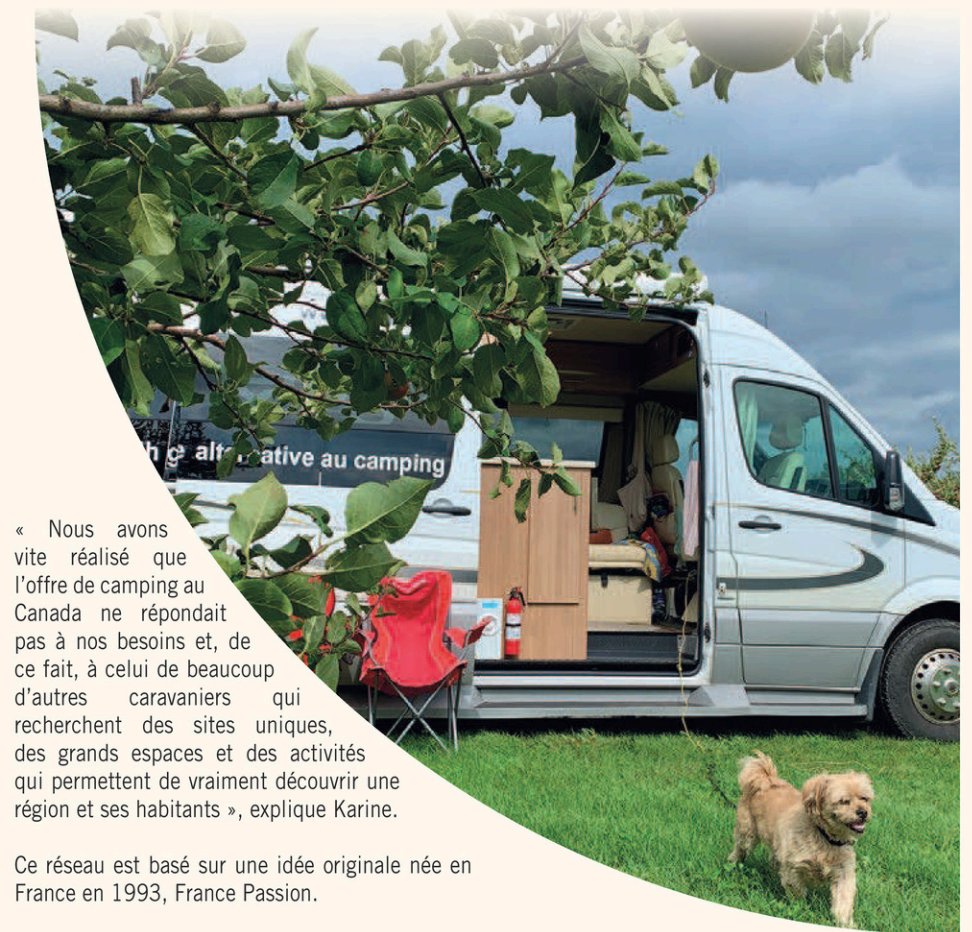 alternative au camping
« Nous avons
vite réalisé que
l’offre de camping au
Canada ne répondait
pas à nos besoins et, de
ce fait, à celui de beaucoup
d’autres caravaniers qui
recherchent des sites uniques,
des grands espaces et des activités
qui permettent de vraiment découvrir une
région et ses habitants », explique Karine.
Ce réseau est basé sur une idée originale née en
France en 1993, France Passion.